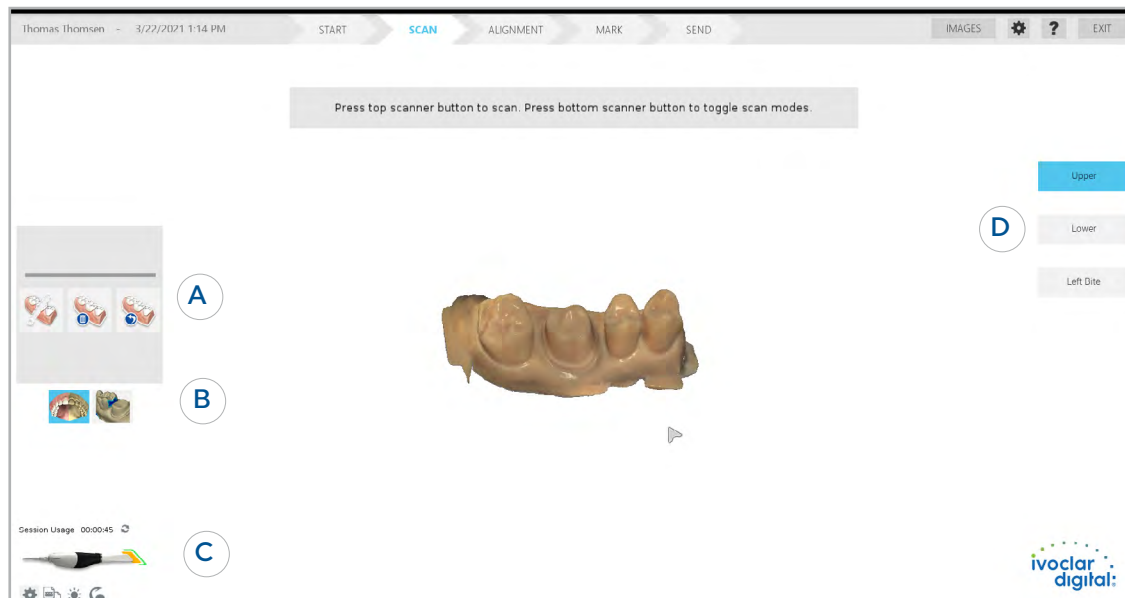 Thomas Thomsen - 3/22/2021 1:14 PM START SCAN ALIGNMENT MARK SEND IMAGES ? EXIT
Press top scanner button to scan. Press bottom scanner button to toggle scan modes.
Upper
D Lower
A
Left Bite
B
Session Usage 00:00:45
C
ivoclar
digital: